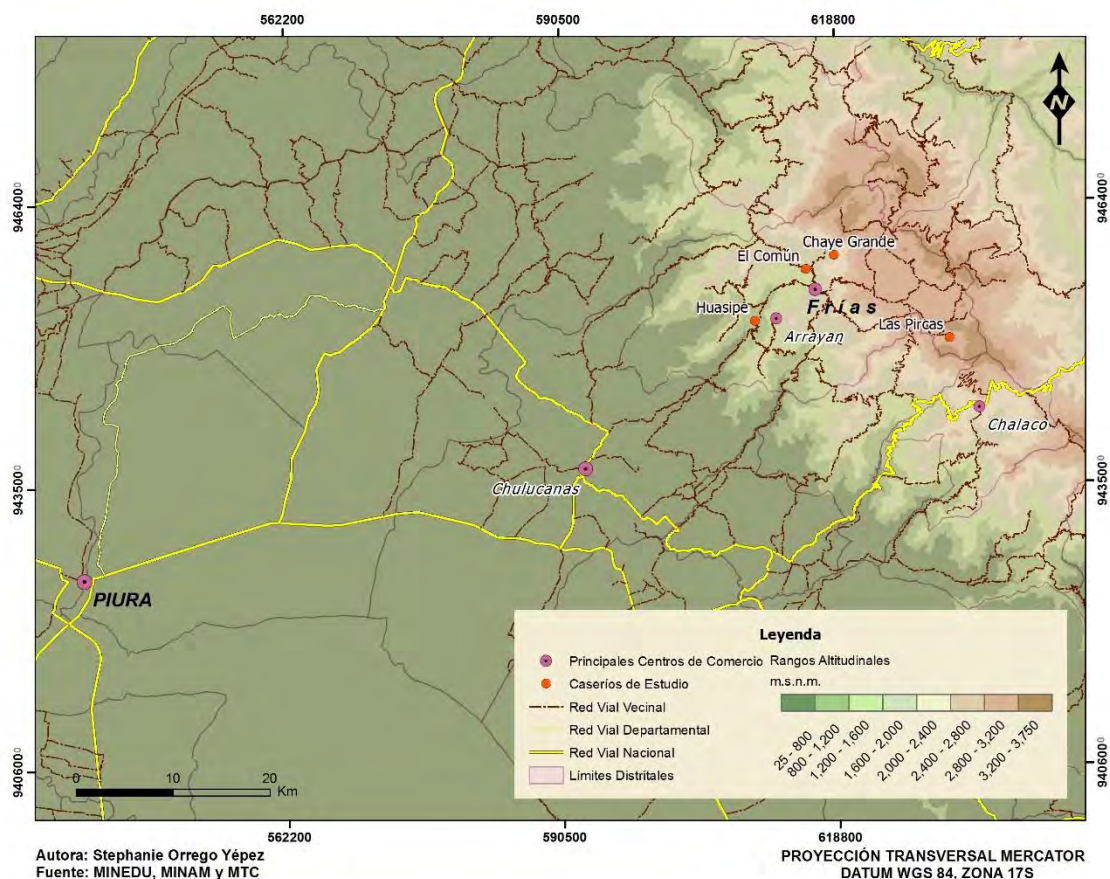 562200 590500 618800
N
9464000
9464000
Chaye Grande
El Común
Frías
Huasipe
Las Pircas
Arrayan
Chalaco
Chulucanas
9435000
9435000
PIURA
Leyenda
Principales Centros de Comercio
Caseríos de Estudio
Red Vial Vecinal
Red Vial Departamental
Red Vial Nacional
Límites Distritales
Rangos Altitudinales
m.s.n.m.
25 - 800
800 - 1,200
1,200 - 1,600
1,600 - 2,000
2,000 - 2,400
2,400 - 2,800
2,800 - 3,200
3,200 - 3,750
9406000
9406000
0 10 20
Km
562200 590500 618800
Autora: Stephanie Orrego Yépez
Fuente: MINEDU, MINAM y MTC
PROYECCIÓN TRANSVERSAL MERCATOR
DATUM WGS 84, ZONA 17S